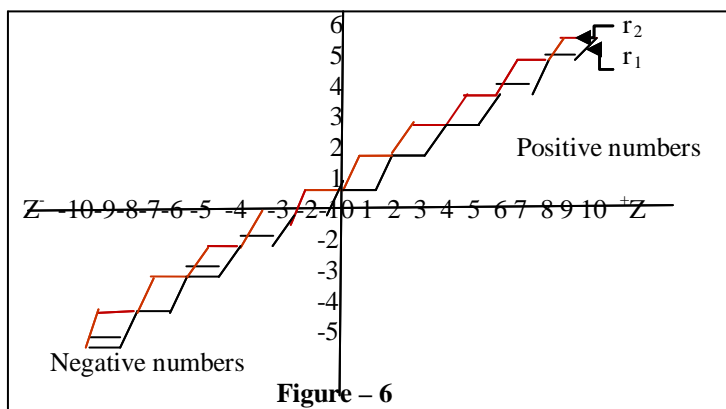 6
5
4
3
2
1
r2
r1
Positive numbers
Z- -10 -9 -8 -7 -6 -5 -4 -3 -2 -1 0 1 2 3 4 5 6 7 8 9 10 +Z
-2
-3
-4
-5
Negative numbers
Figure – 6